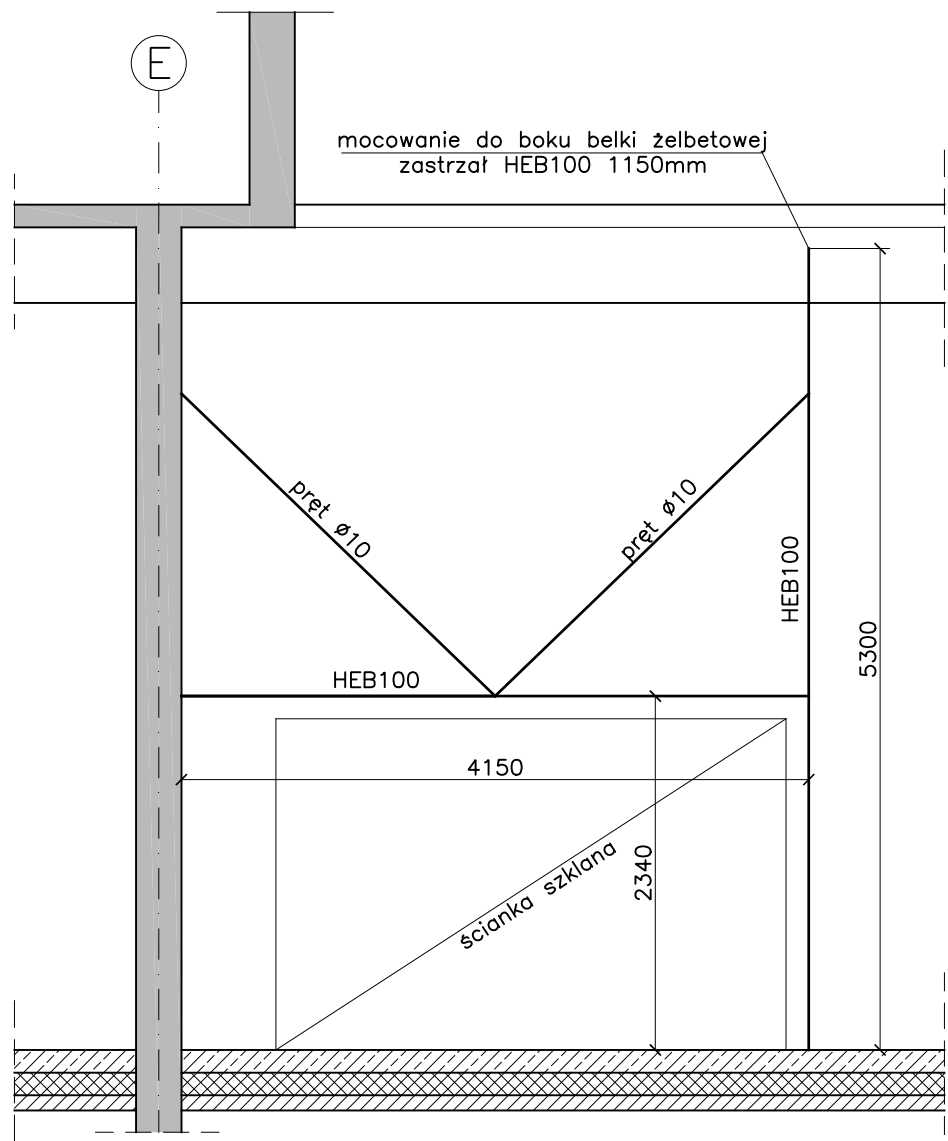 E
mocowanie do boku belki żelbetowej
zastrzał HEB100 1150mm
pręt ø10
pręt ø10
HEB100
5300
HEB100
4150
2340
ścianka szklana